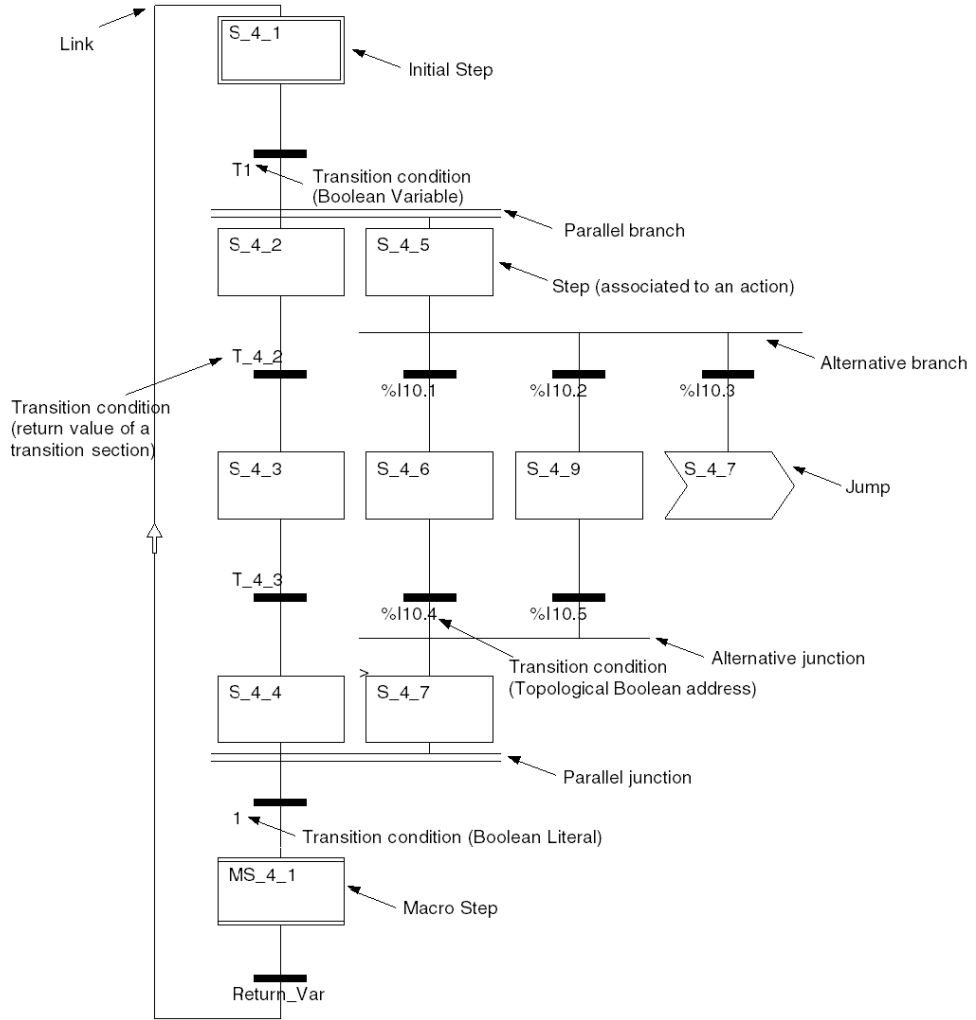 Link
S_4_1
Initial Step
T1
Transition condition
(Boolean Variable)
Parallel branch
S_4_2
S_4_5
Step (associated to an action)
T_4_2
Alternative branch
%I10.1
%I10.2
%I10.3
Transition condition
(return value of a
transition section)
S_4_3
S_4_6
S_4_9
S_4_7
Jump
T_4_3
%I10.4
%I10.5
Alternative junction
Transition condition
(Topological Boolean address)
>
S_4_4
S_4_7
Parallel junction
1
Transition condition (Boolean Literal)
MS_4_1
Macro Step
Return_Var